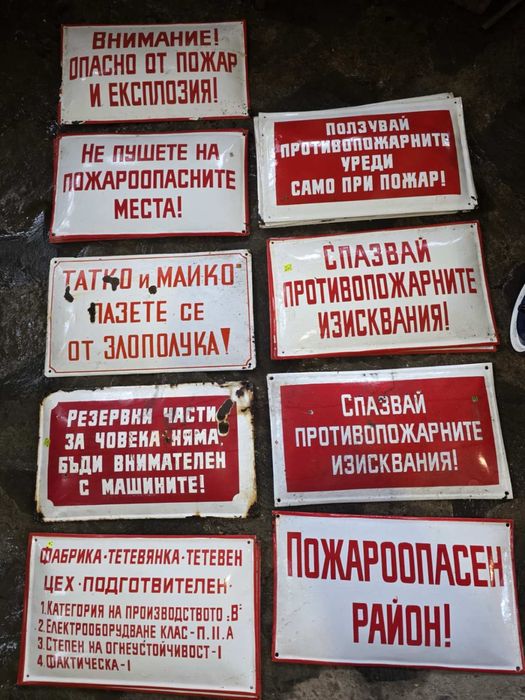 ВНИМАНИЕ!
ОПАСНО ОТ ПОЖАР
И ЕКСПЛОЗИЯ!
НЕ ПУШЕТЕ НА
ПОЖАРООПАСНИТЕ
МЕСТА!
ТАТКО и МАЙКО
ПАЗЕТЕ СЕ
ОТ ЗЛОПОЛУКА!
РЕЗЕРВНИ ЧАСТИ
ЗА ЧОВЕКА НЯМА,
БЪДИ ВНИМАТЕЛЕН
С МАШИНИТЕ!
ФАБРИКА·ТЕТЕВЯНКА·ТЕТЕВЕН
ЦЕХ·ПОДГОТВИТЕЛЕН·
1.КАТЕГОРИЯ НА ПРОИЗВОДСТВОТО „В"
2.ЕЛЕКТРООБОРУДВАНЕ КЛАС-П.II.А
3.СТЕПЕН НА ОГНЕУСТОЙЧИВОСТ-I
4 ФАКТИЧЕСКА-I
ПОЛЗУВАЙ
ПРОТИВОПОЖАРНИТЕ
УРЕДИ
САМО ПРИ ПОЖАР!
СПАЗВАЙ
ПРОТИВОПОЖАРНИТЕ
ИЗИСКВАНИЯ!
СПАЗВАЙ
ПРОТИВОПОЖАРНИТЕ
ИЗИСКВАНИЯ!
ПОЖАРООПАСЕН
РАЙОН!